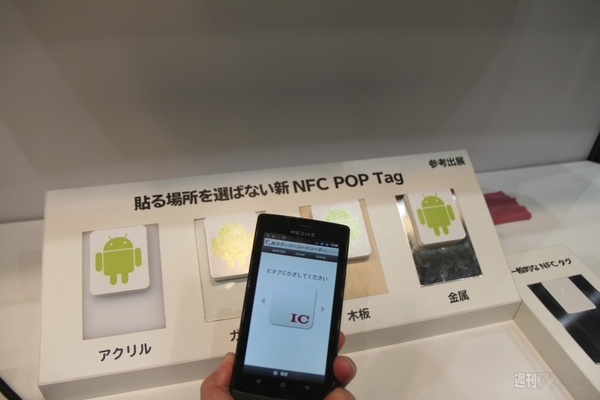 参考出展
貼る場所を選ばない新 NFC POP Tag
アクリル
木板
金属
NFCタグ
MEDIAS
ICタグにかざしてください
IC
週刊